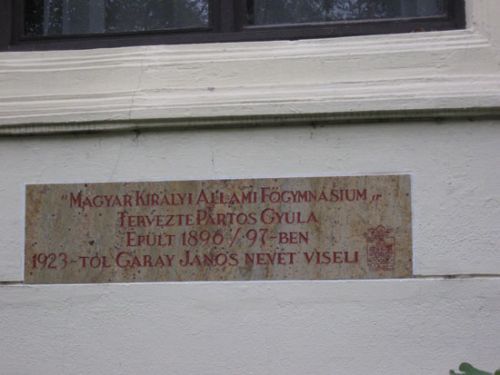 "MAGYAR KIRÁLYI ÁLLAMI FŐGYMNÁSIUM„
TERVEZTE PÁRTOS GYULA
ÉPÜLT 1896/97-BEN
1923-TÓL GARAY JÁNOS NEVÉT VISELI